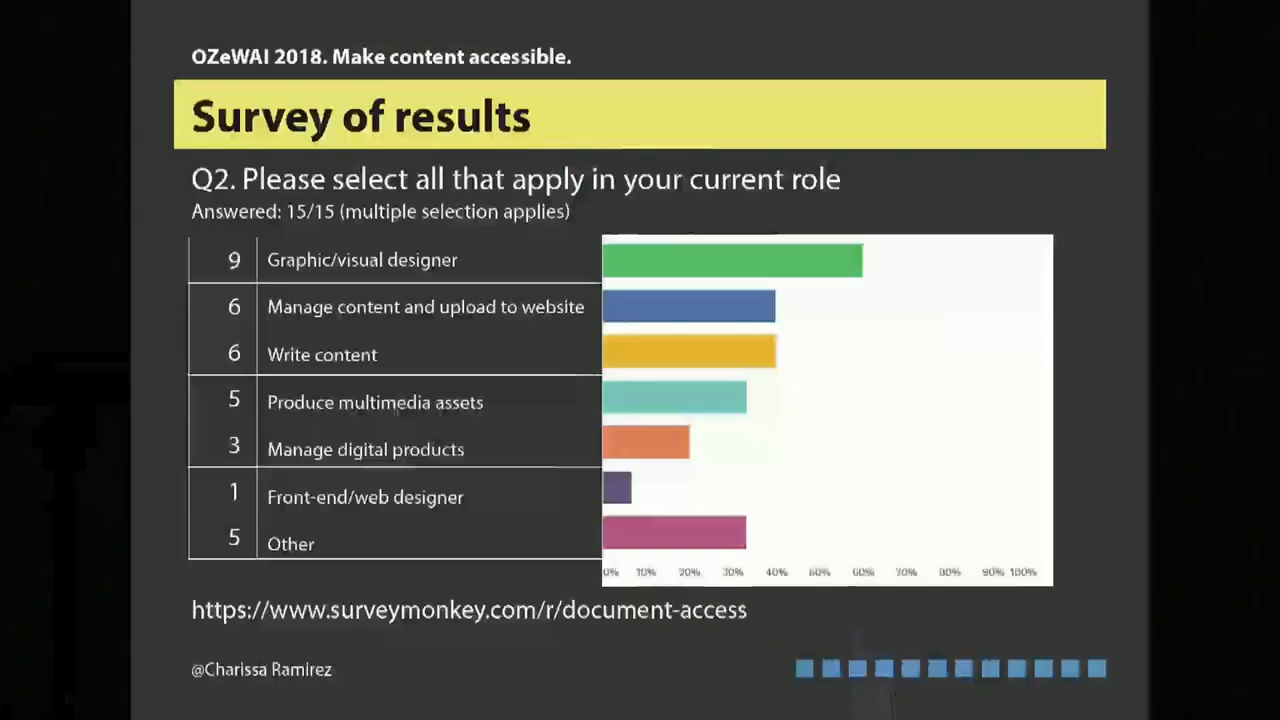 OZeWAI 2018. Make content accessible.
Survey of results
Q2. Please select all that apply in your current role
Answered: 15/15 (multiple selection applies)
9 Graphic/visual designer
6 Manage content and upload to website
6 Write content
5 Produce multimedia assets
3 Manage digital products
1 Front-end/web designer
5 Other
0% 10% 20% 30% 40% 50% 60% 70% 80% 90% 100%
https://www.surveymonkey.com/r/document-access
@Charissa Ramirez